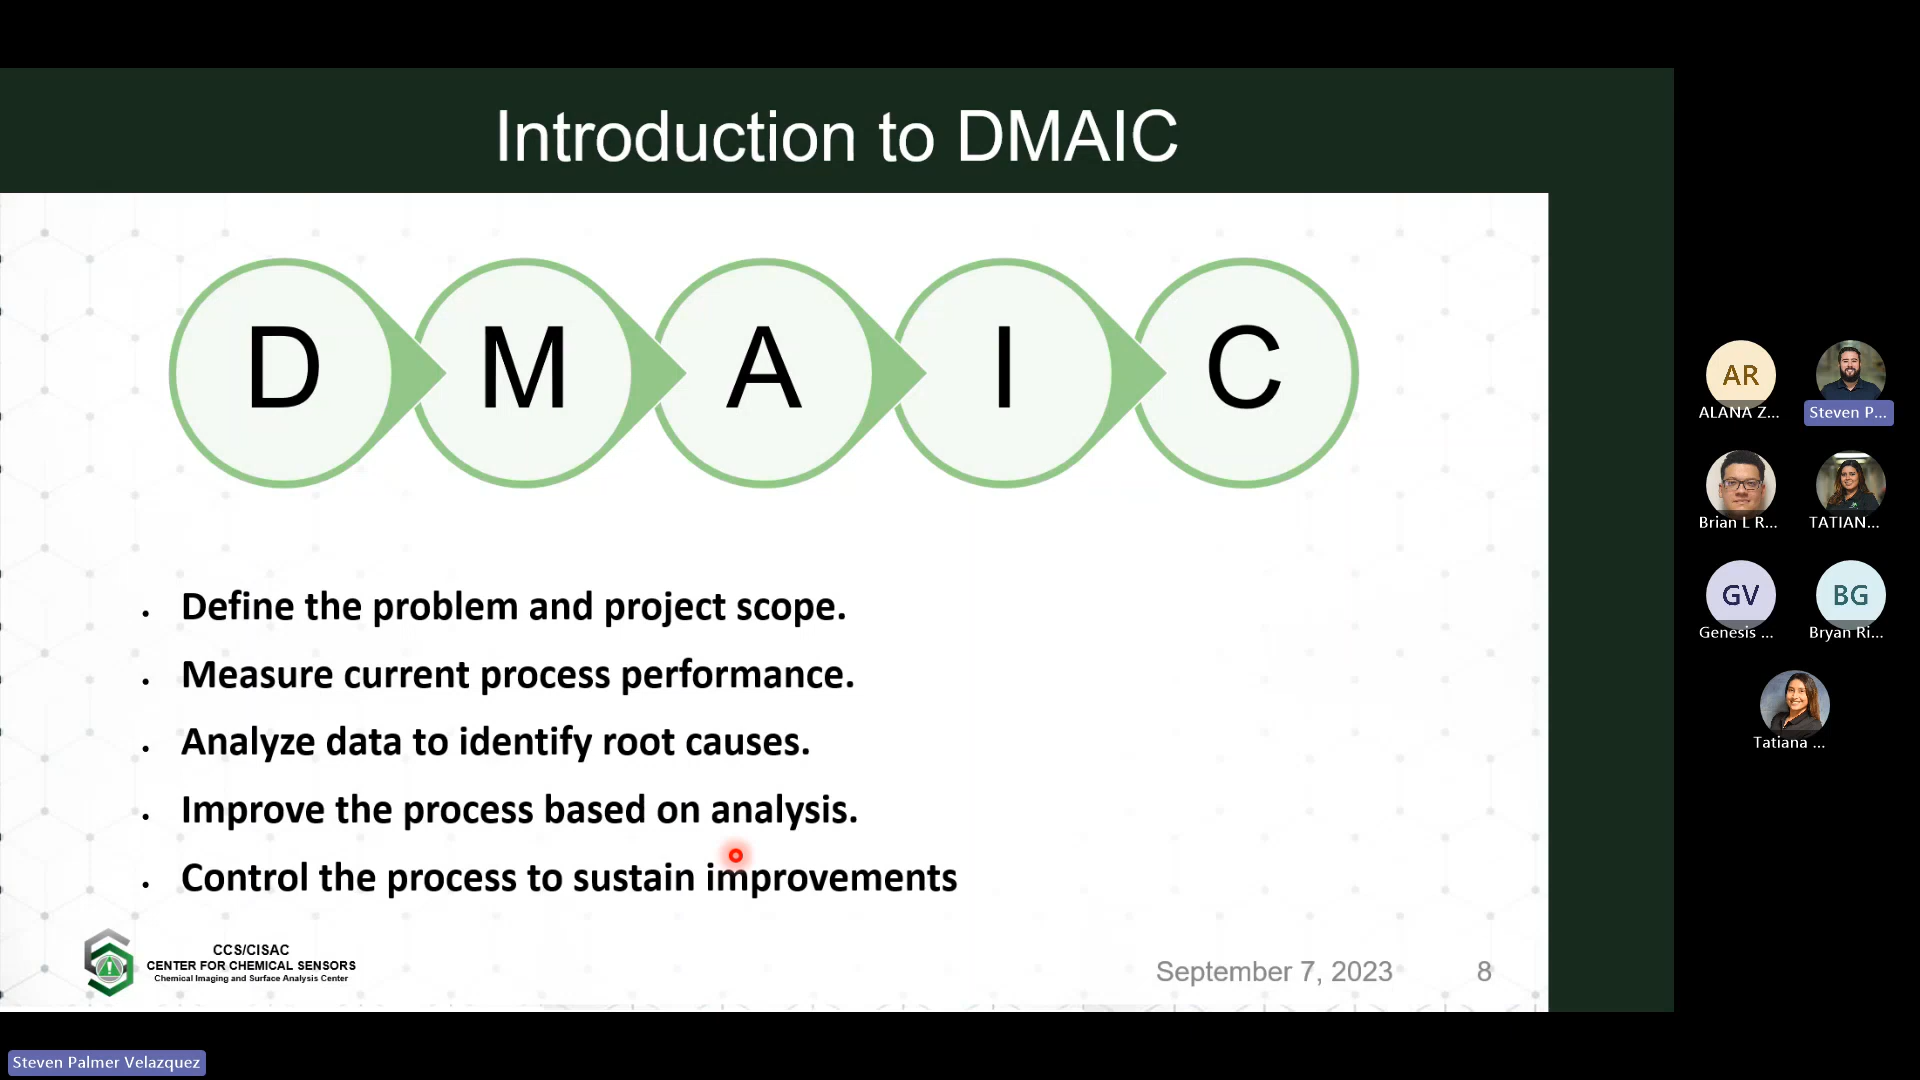 Introduction to DMAIC
D M A I C
• Define the problem and project scope.
• Measure current process performance.
• Analyze data to identify root causes.
• Improve the process based on analysis.
• Control the process to sustain improvements
CCS/CISAC
CENTER FOR CHEMICAL SENSORS
Chemical Imaging and Surface Analysis Center
September 7, 2023 8
AR
ALANA Z...
Steven P...
Brian L R...
TATIAN...
GV
Genesis ...
BG
Bryan Ri...
Tatiana ...
Steven Palmer Velazquez